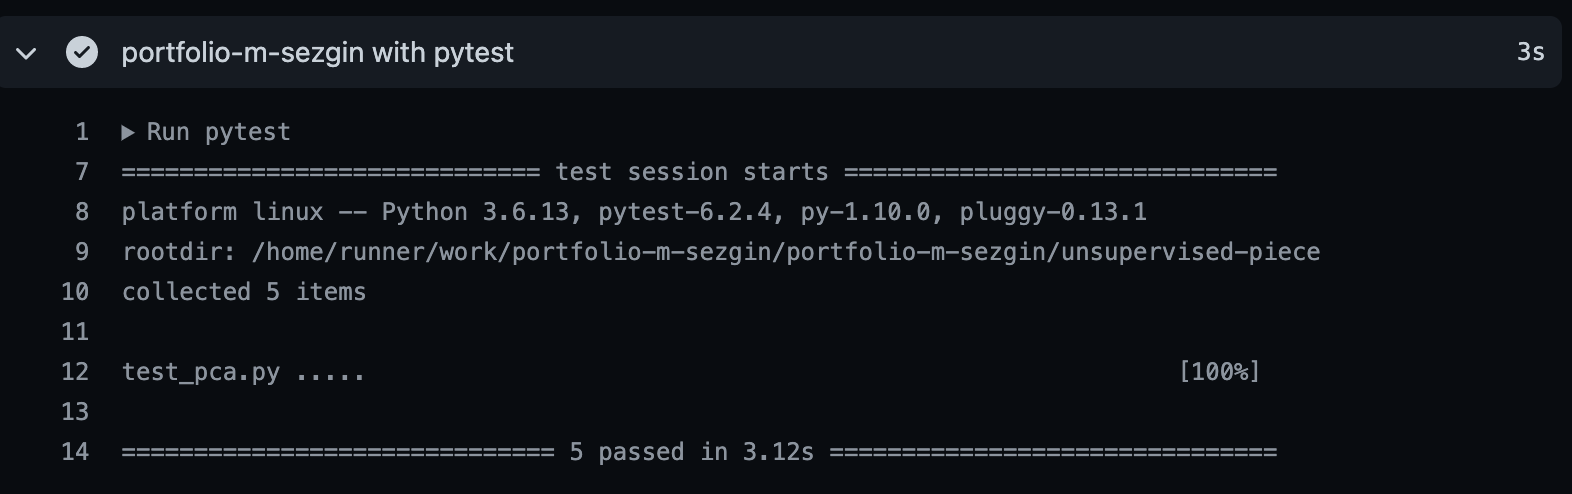 portfolio-m-sezgin with pytest 3s
1 ▶ Run pytest
7 ============================= test session starts ==============================
8 platform linux -- Python 3.6.13, pytest-6.2.4, py-1.10.0, pluggy-0.13.1
9 rootdir: /home/runner/work/portfolio-m-sezgin/portfolio-m-sezgin/unsupervised-piece
10 collected 5 items
11
12 test_pca.py ..... [100%]
13
14 ============================== 5 passed in 3.12s ===============================